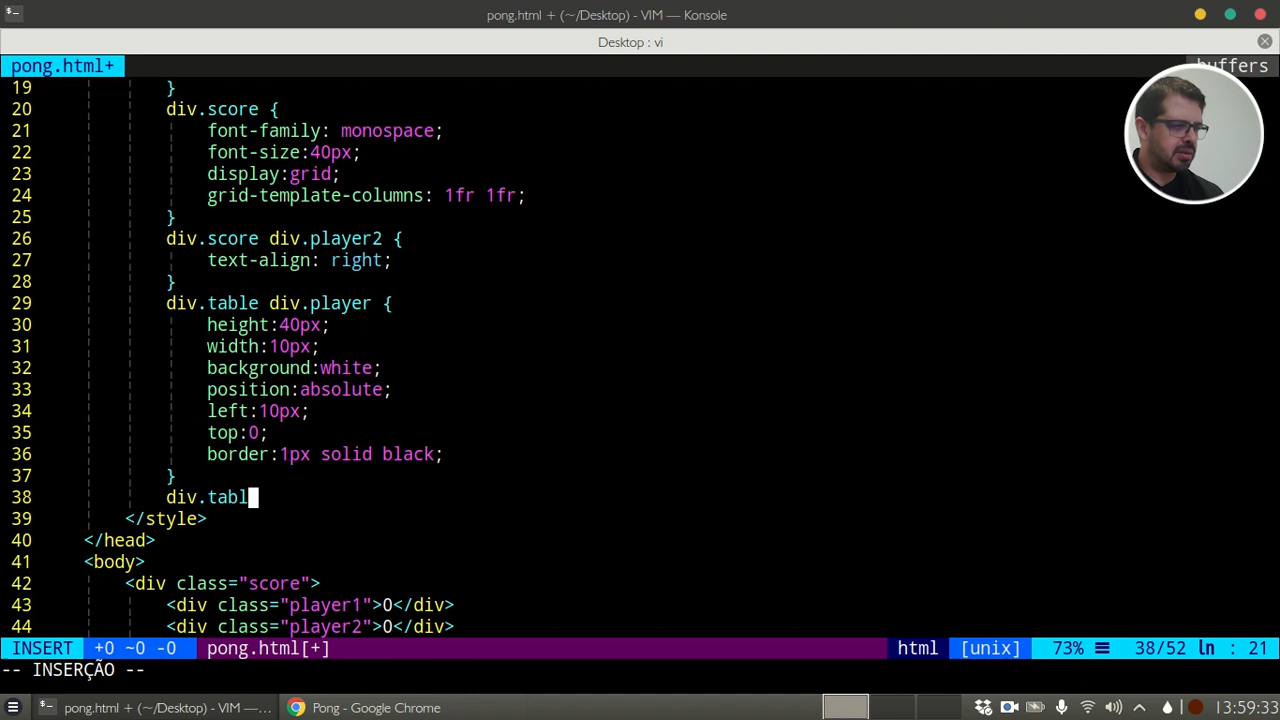 pong.html + (~/Desktop) - VIM — Konsole
Desktop : vi
pong.html+ buffers
19 }
20 div.score {
21 font-family: monospace;
22 font-size:40px;
23 display:grid;
24 grid-template-columns: 1fr 1fr;
25 }
26 div.score div.player2 {
27 text-align: right;
28 }
29 div.table div.player {
30 height:40px;
31 width:10px;
32 background:white;
33 position:absolute;
34 left:10px;
35 top:0;
36 border:1px solid black;
37 }
38 div.tabl
39 </style>
40 </head>
41 <body>
42 <div class="score">
43 <div class="player1">0</div>
44 <div class="player2">0</div>
INSERT +0 ~0 -0 pong.html[+] html [unix] 73% ☰ 38/52 ln : 21
-- INSERÇÃO --
pong.html + (~/Desktop) - VIM —... Pong - Google Chrome 13:59:33